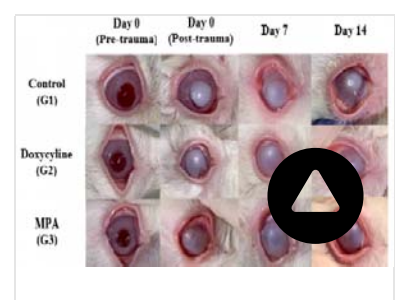 Day 0 Day 0 Day 7 Day 14
(Pre-trauma) (Post-trauma)
Control
(G1)
Doxycyline
(G2)
MPA
(G3)